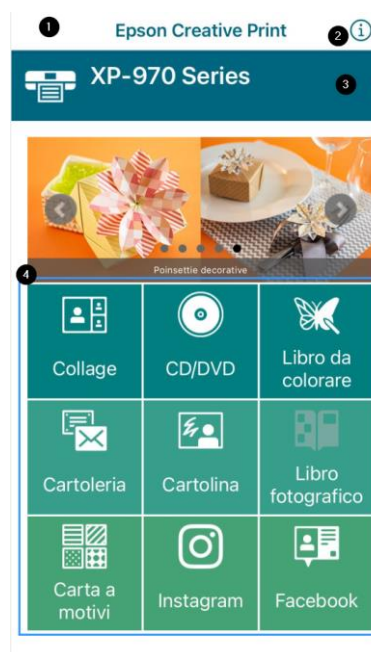 1
Epson Creative Print
2
i
XP-970 Series
3
Poinsettie decorative
4
Collage
CD/DVD
Libro da
colorare
Cartoleria
Cartolina
Libro
fotografico
Carta a
motivi
Instagram
Facebook